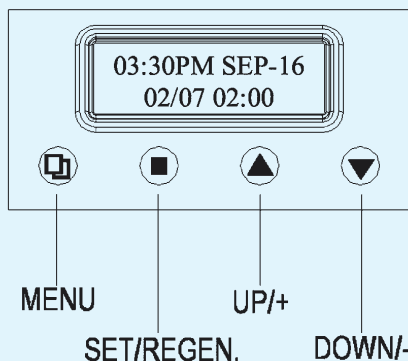 03:30PM SEP-16
02/07 02:00
MENU
UP/+
SET/REGEN.
DOWN/-